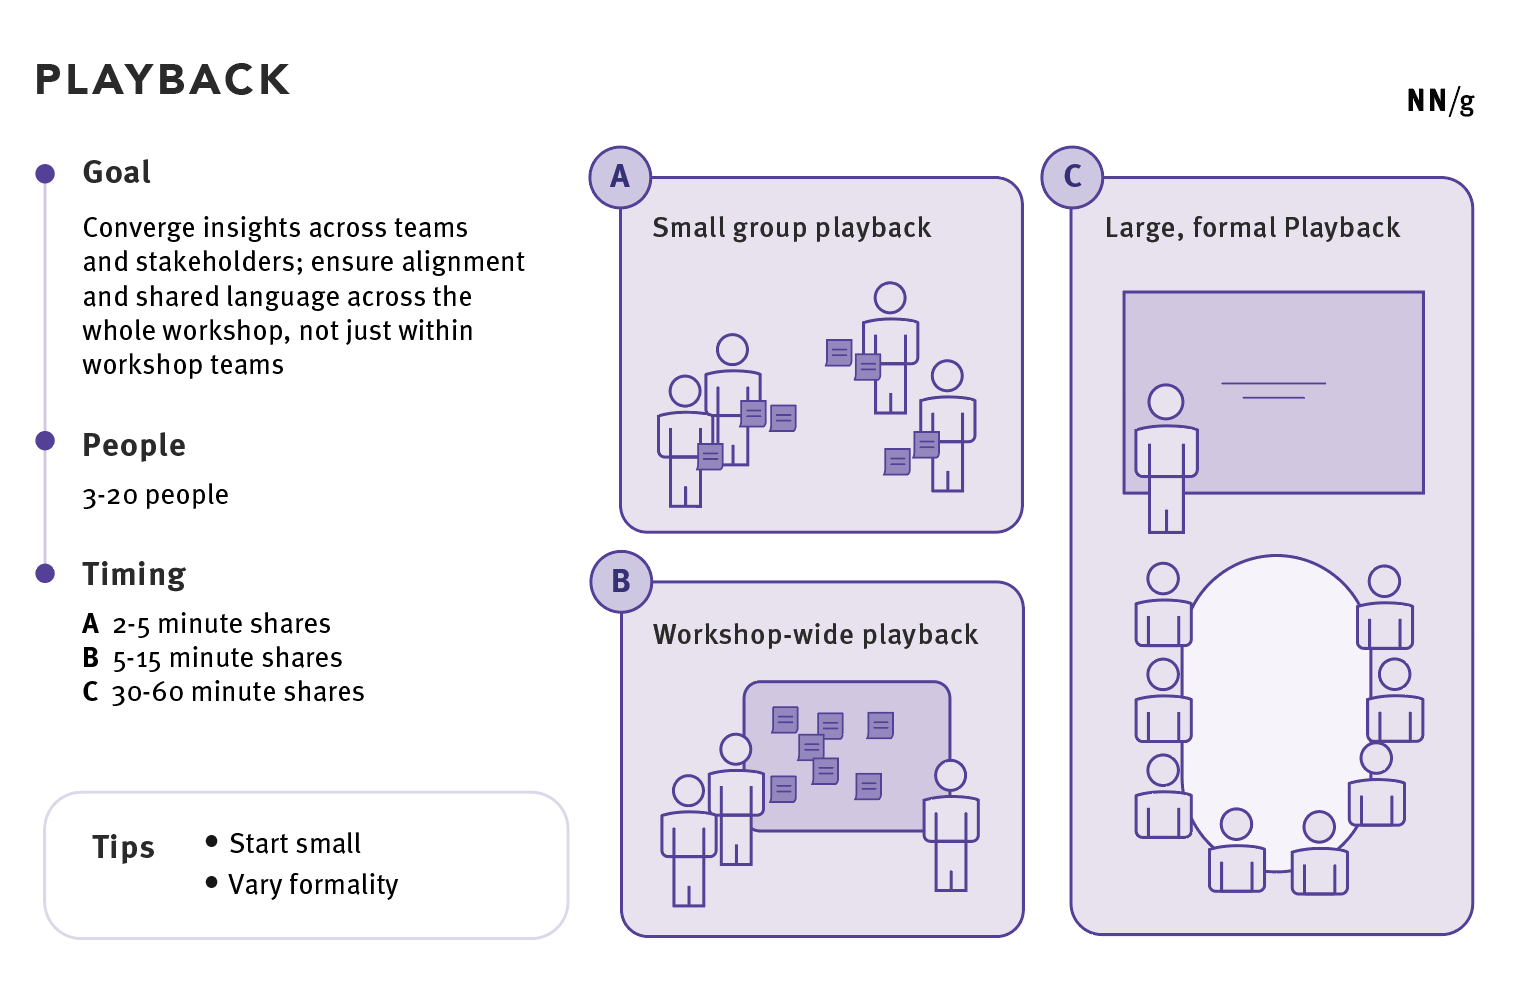 PLAYBACK
NN/g
Goal
Converge insights across teams
and stakeholders; ensure alignment
and shared language across the
whole workshop, not just within
workshop teams
People
3-20 people
Timing
A 2-5 minute shares
B 5-15 minute shares
C 30-60 minute shares
Tips
• Start small
• Vary formality
A
Small group playback
B
Workshop-wide playback
C
Large, formal Playback